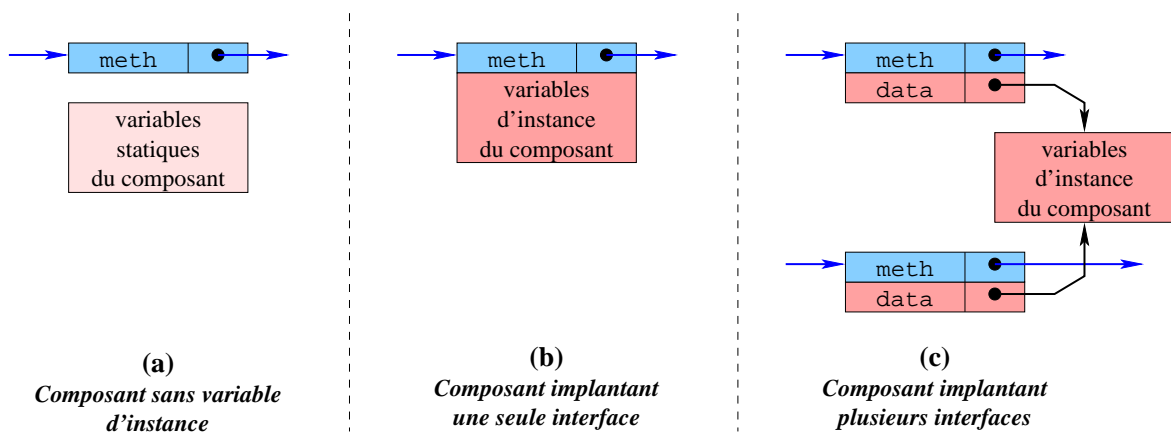 meth
variables
statiques
du composant
(a)
Composant sans variable
d'instance
meth
variables
d'instance
du composant
(b)
Composant implantant
une seule interface
meth
data
variables
d'instance
du composant
meth
data
(c)
Composant implantant
plusieurs interfaces